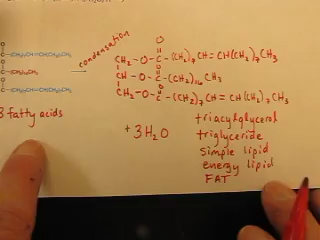 condensation
O
CH2-O-C-(CH2)7CH=CH(CH2)7CH3
O
CH-O-C-(CH2)16CH3
O
CH2-O-C-(CH2)7CH=CH(CH2)7CH3
3 fatty acids
+ 3H2O
triacylglycerol
triglyceride
simple lipid
energy lipid
FAT